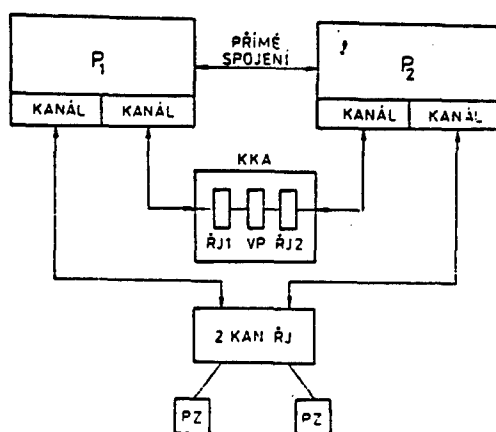 PŘÍMÉ
SPOJENÍ
P1
P2
KANÁL KANÁL
KANÁL KANÁL
KKA
ŘJ1 VP ŘJ2
2 KAN ŘJ
PZ
PZ